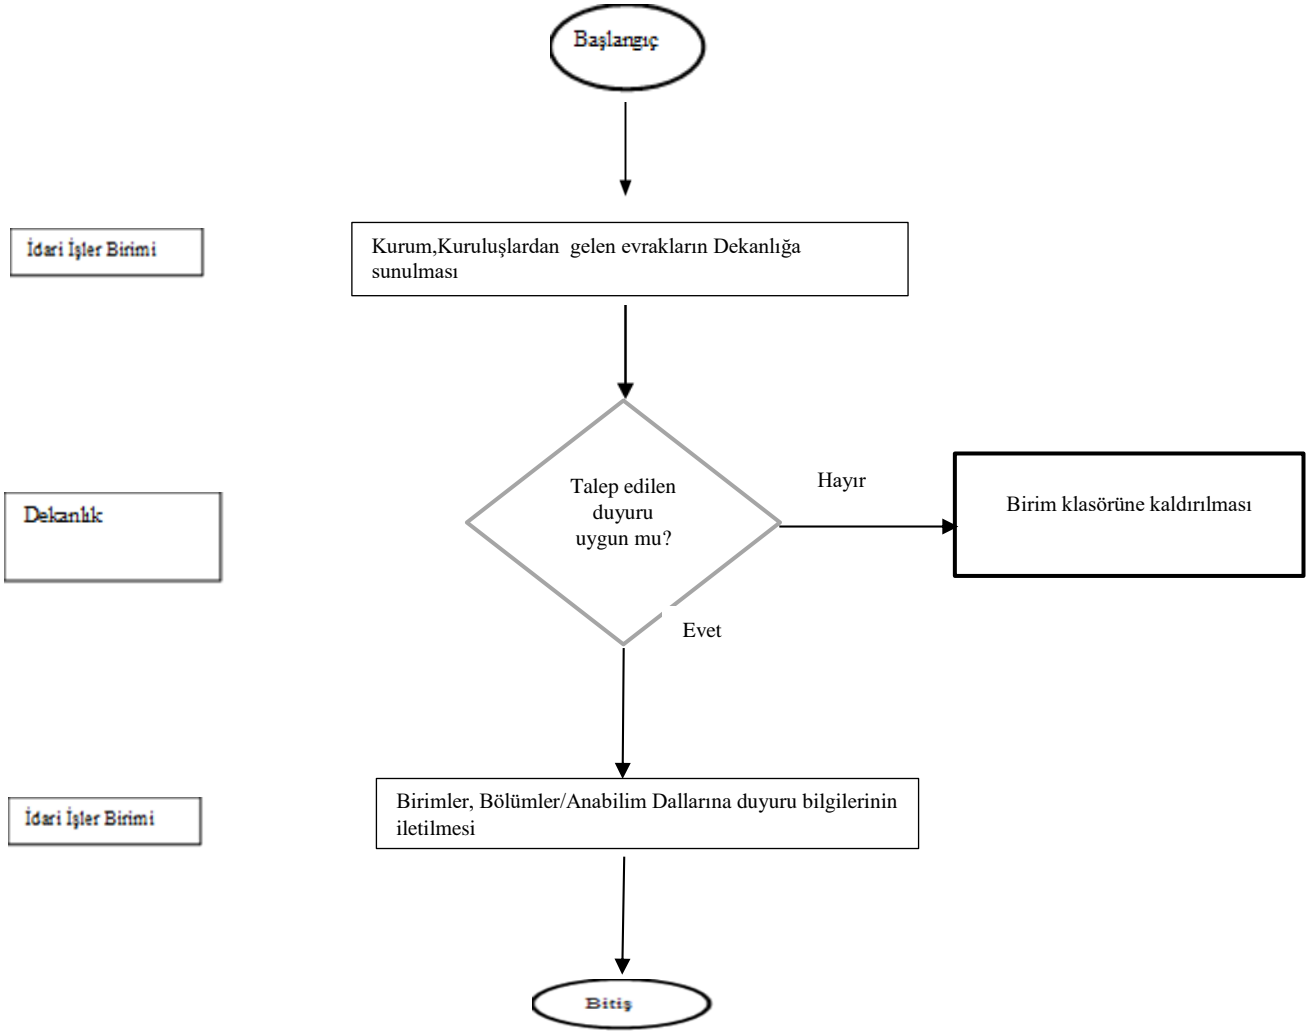 Başlangıç
İdari İşler Birimi
Kurum,Kuruluşlardan  gelen evrakların Dekanlığa
sunulması
Dekanlık
Talep edilen
duyuru
uygun mu?
Hayır
Birim klasörüne kaldırılması
Evet
İdari İşler Birimi
Birimler, Bölümler/Anabilim Dallarına duyuru bilgilerinin
iletilmesi
Bitiş